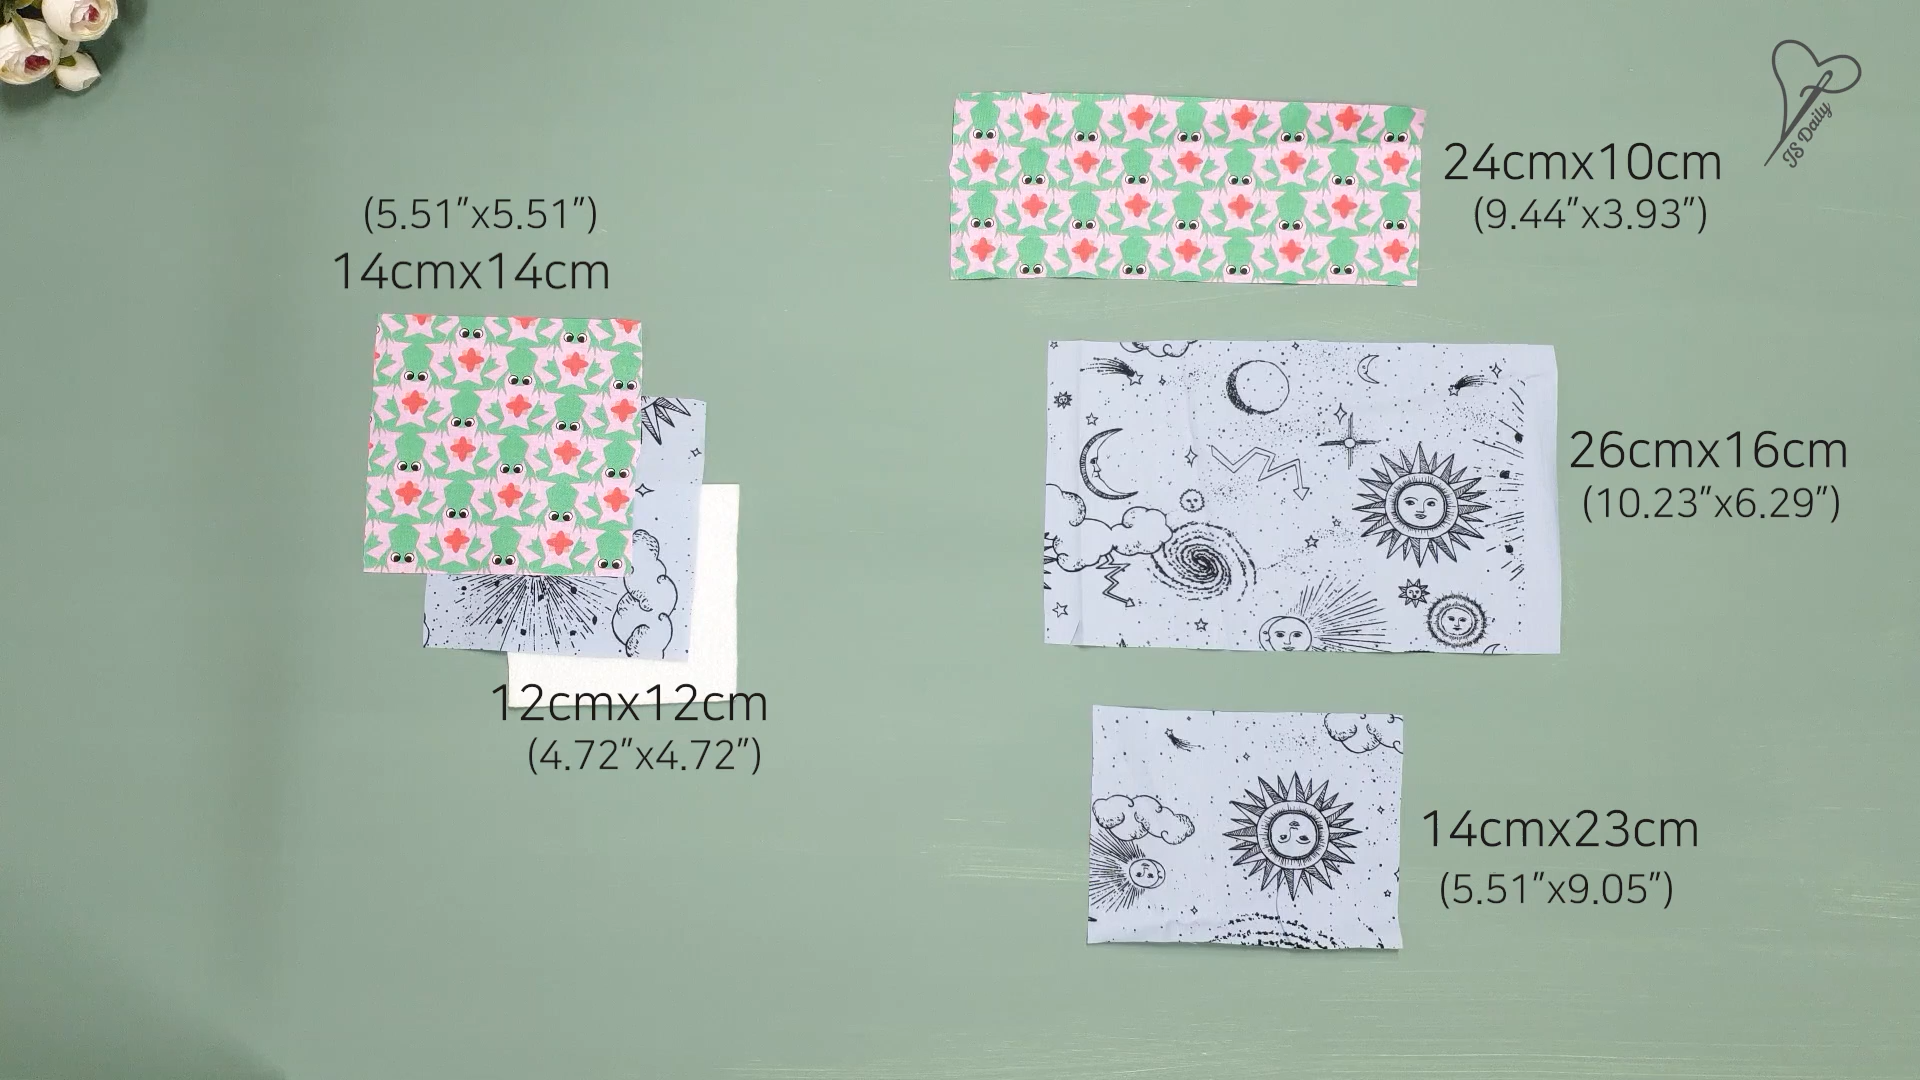 (5.51”x5.51”)
14cmx14cm
12cmx12cm
(4.72”x4.72”)
24cmx10cm
(9.44”x3.93”)
26cmx16cm
(10.23”x6.29”)
14cmx23cm
(5.51”x9.05”)
JS Daily